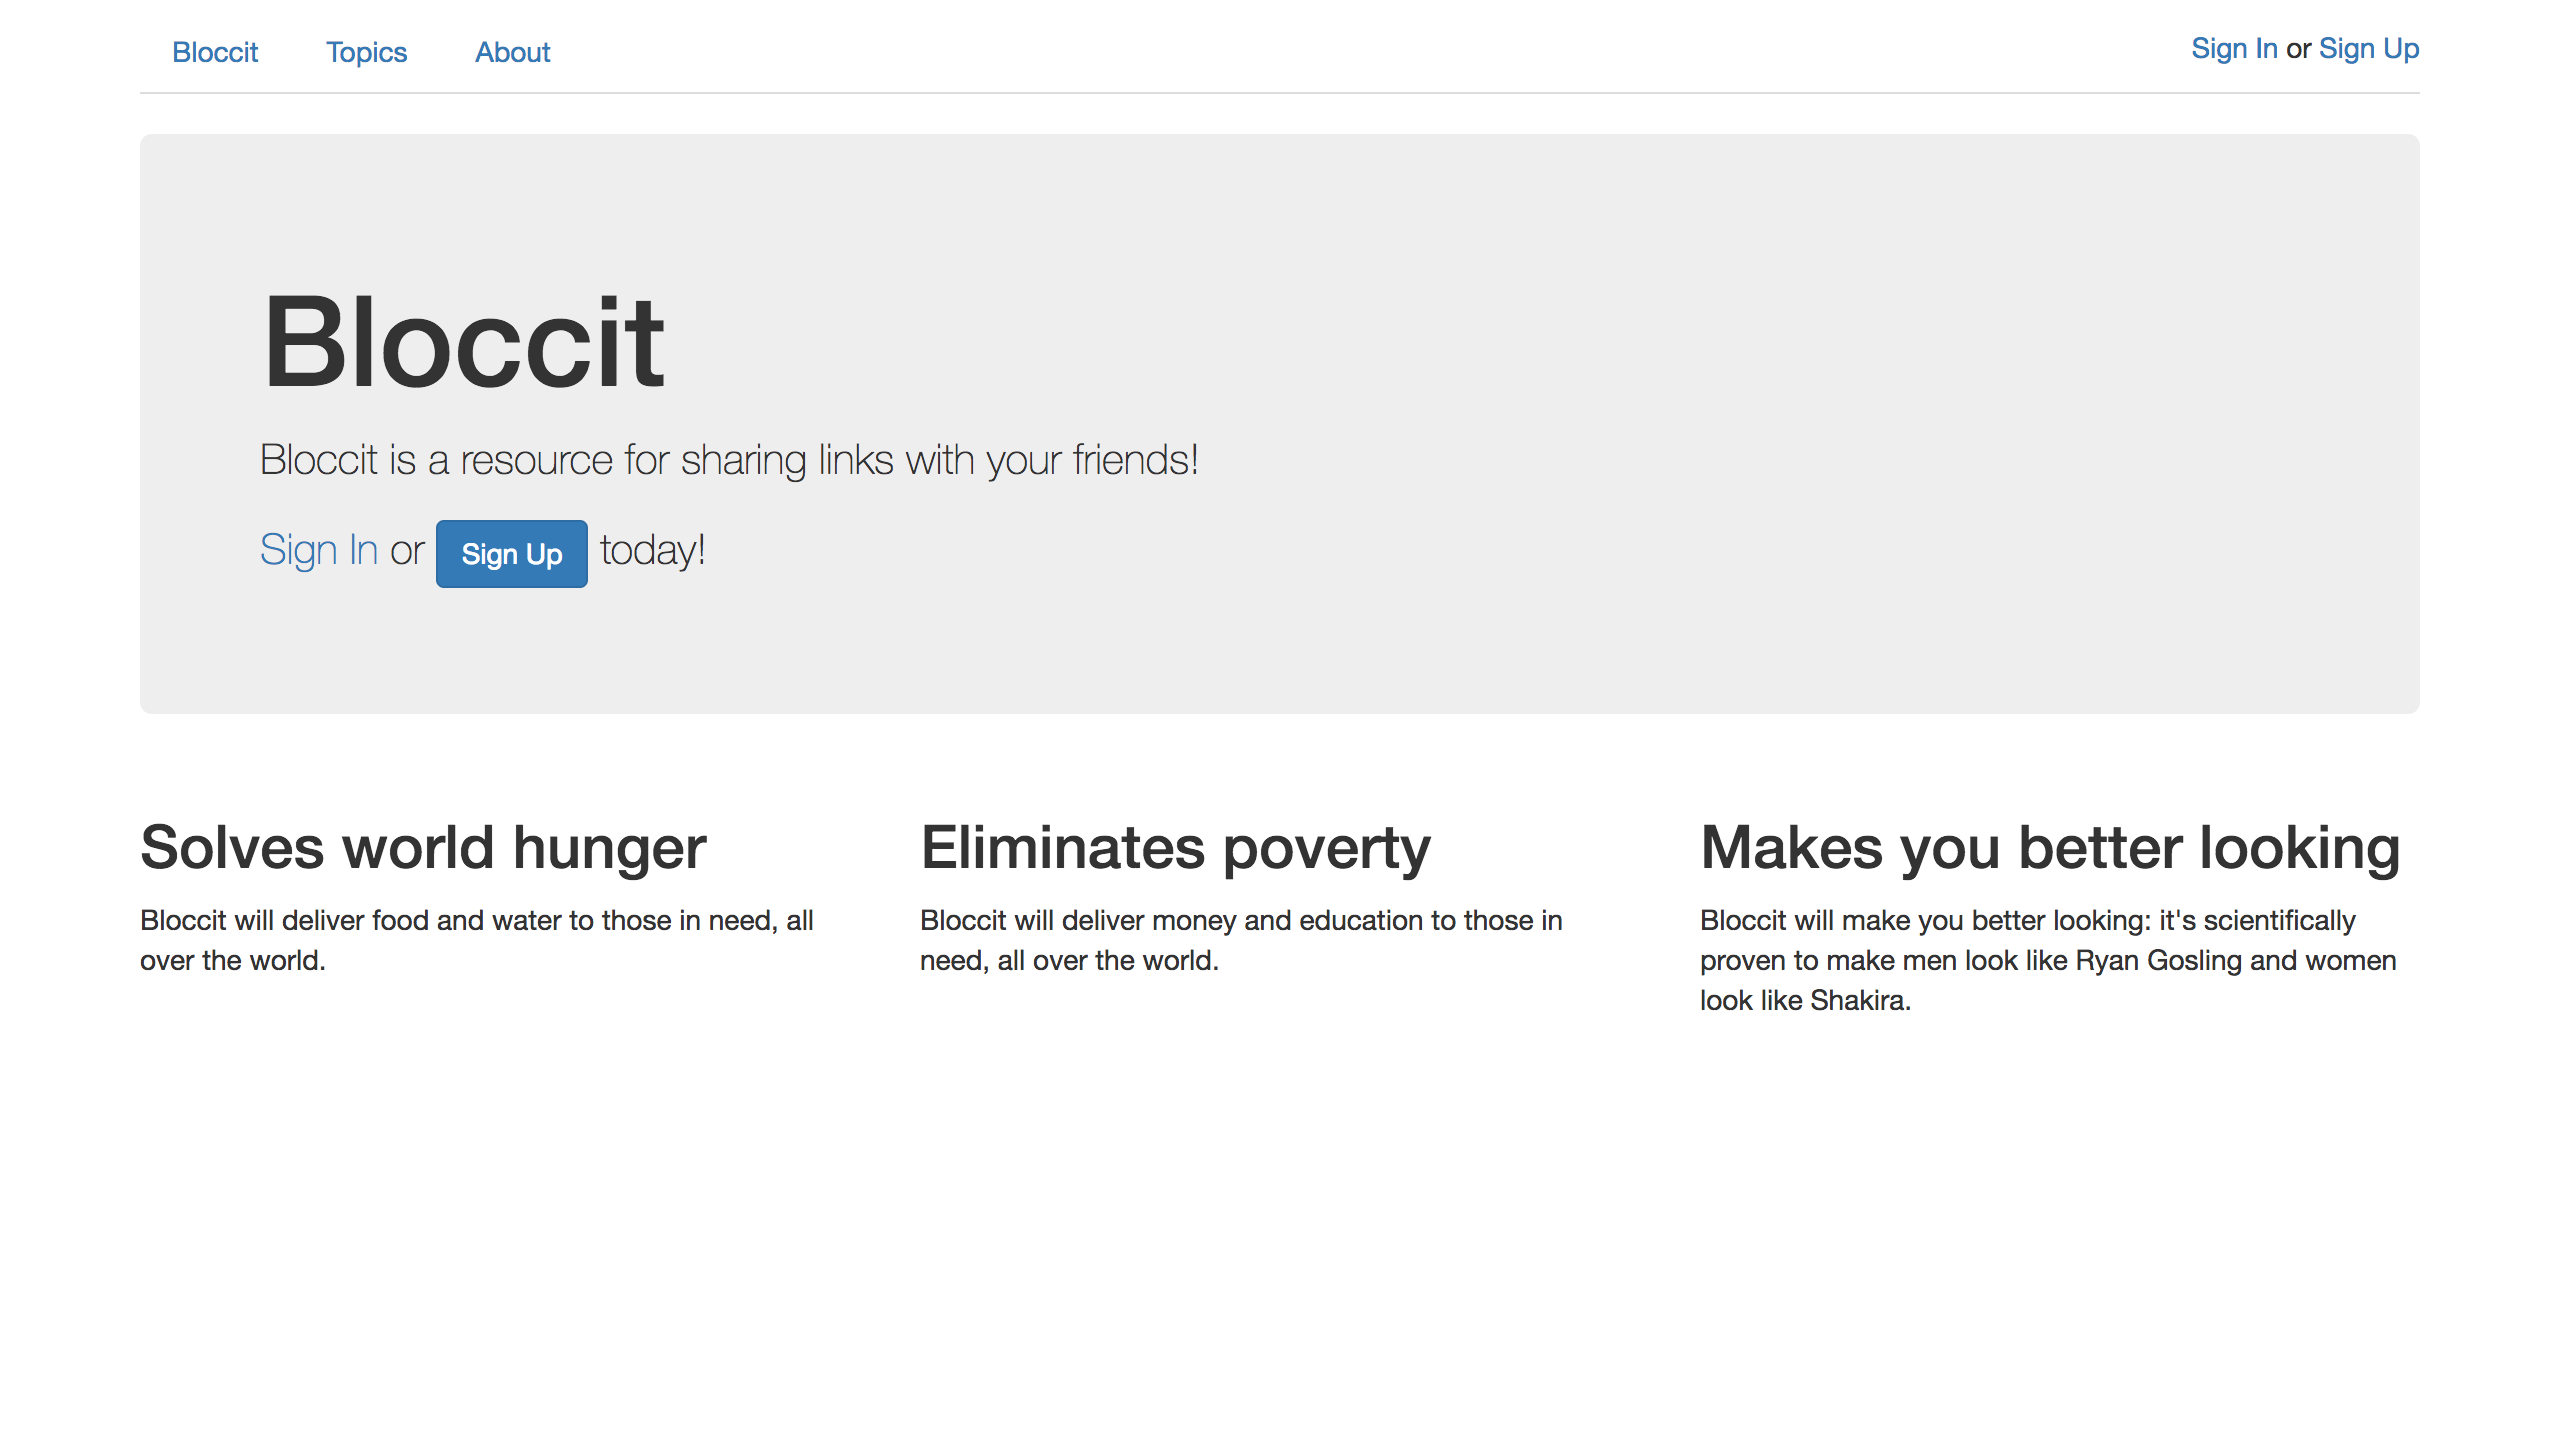 Bloccit Topics About Sign In or Sign Up
Bloccit
Bloccit is a resource for sharing links with your friends!
Sign In or Sign Up today!
Solves world hunger
Bloccit will deliver food and water to those in need, all
over the world.
Eliminates poverty
Bloccit will deliver money and education to those in
need, all over the world.
Makes you better looking
Bloccit will make you better looking: it's scientifically
proven to make men look like Ryan Gosling and women
look like Shakira.